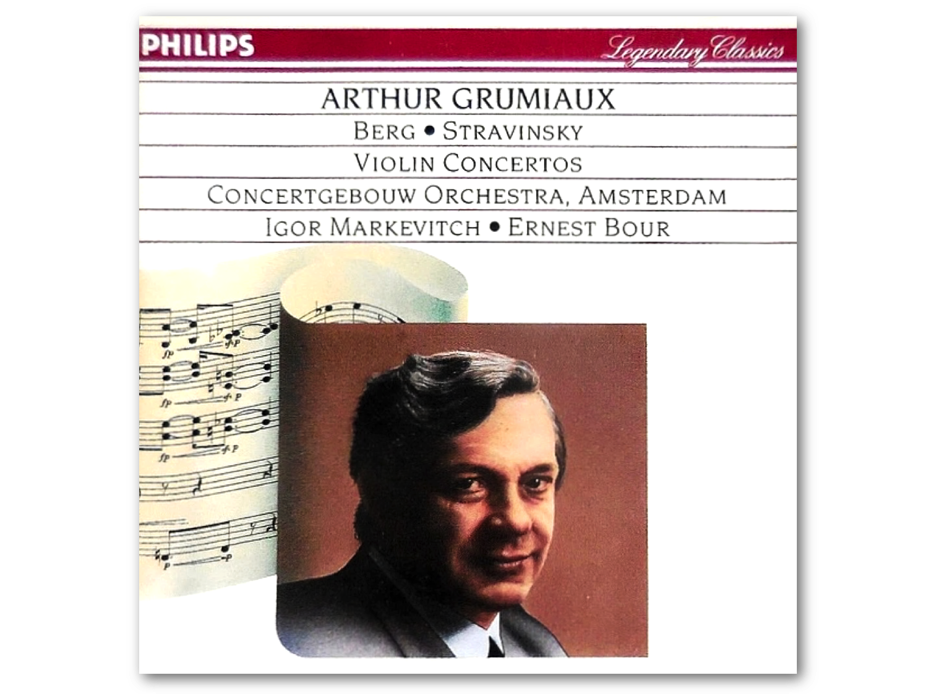 PHILIPS
Legendary Classics
ARTHUR GRUMIAUX
BERG • STRAVINSKY
VIOLIN CONCERTOS
CONCERTGEBOUW ORCHESTRA, AMSTERDAM
IGOR MARKEVITCH • ERNEST BOUR